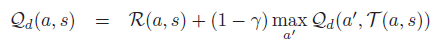 𝒬_d(a, s) = ℛ(a, s) + (1 − γ) max_{a′} 𝒬_d(a′, 𝒯(a, s))